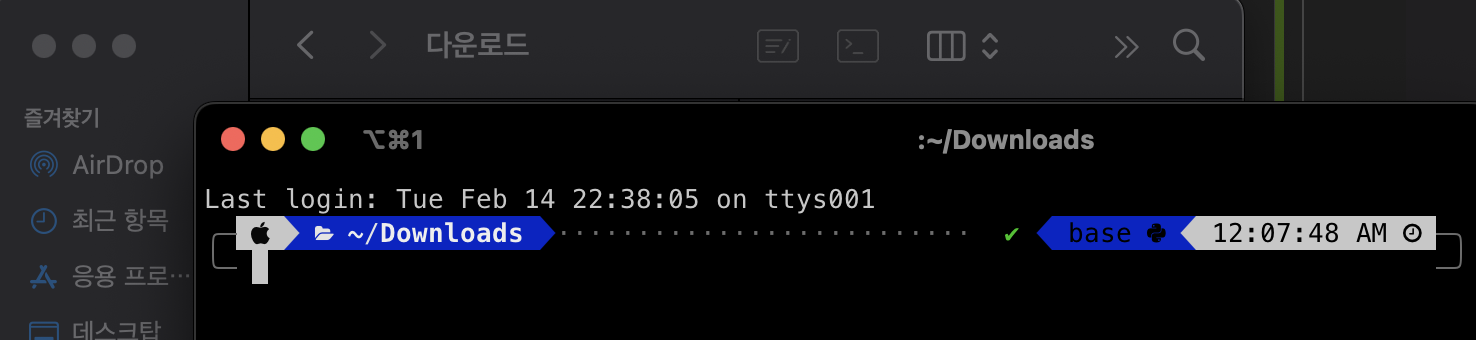 다운로드
즐겨찾기
AirDrop
최근 항목
응용 프로…
데스크탑
⌥⌘1
:~/Downloads
Last login: Tue Feb 14 22:38:05 on ttys001
~/Downloads ✔ base 12:07:48 AM